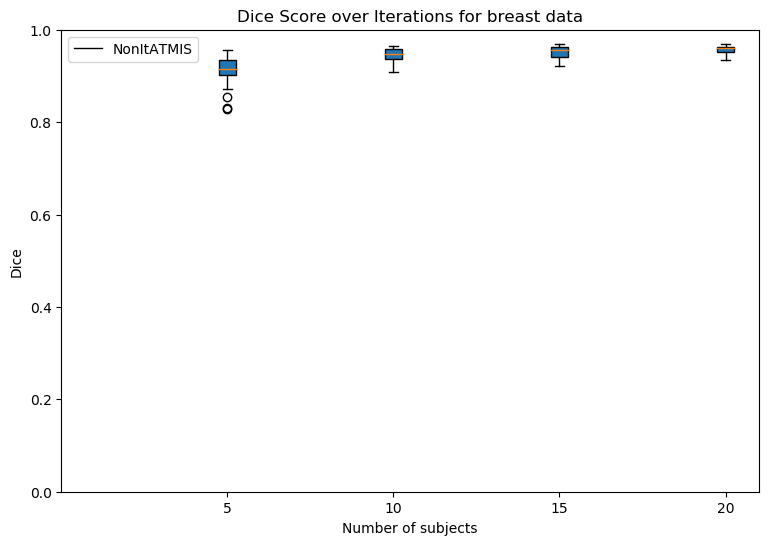 Dice Score over Iterations for breast data
NonItATMIS
1.0
0.8
0.6
0.4
0.2
0.0
Dice
5 10 15 20
Number of subjects